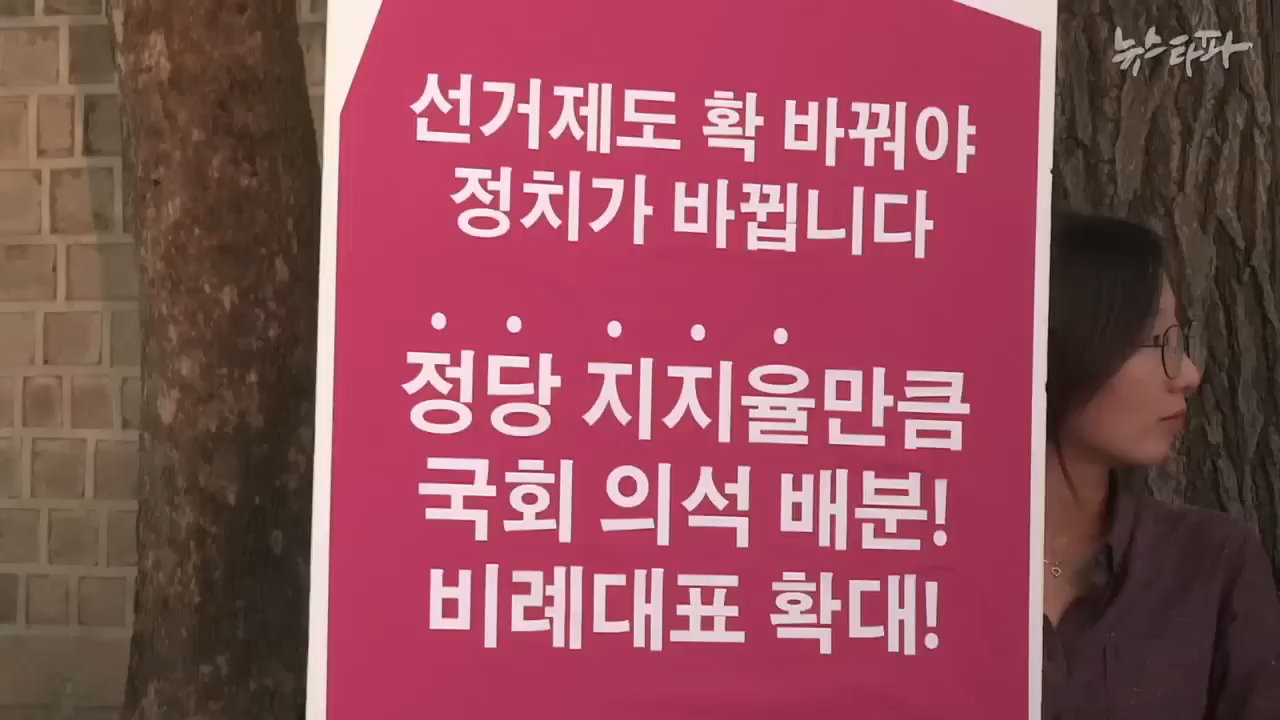 뉴스타파
선거제도 확 바꿔야
정치가 바뀝니다
정당 지지율만큼
국회 의석 배분!
비례대표 확대!